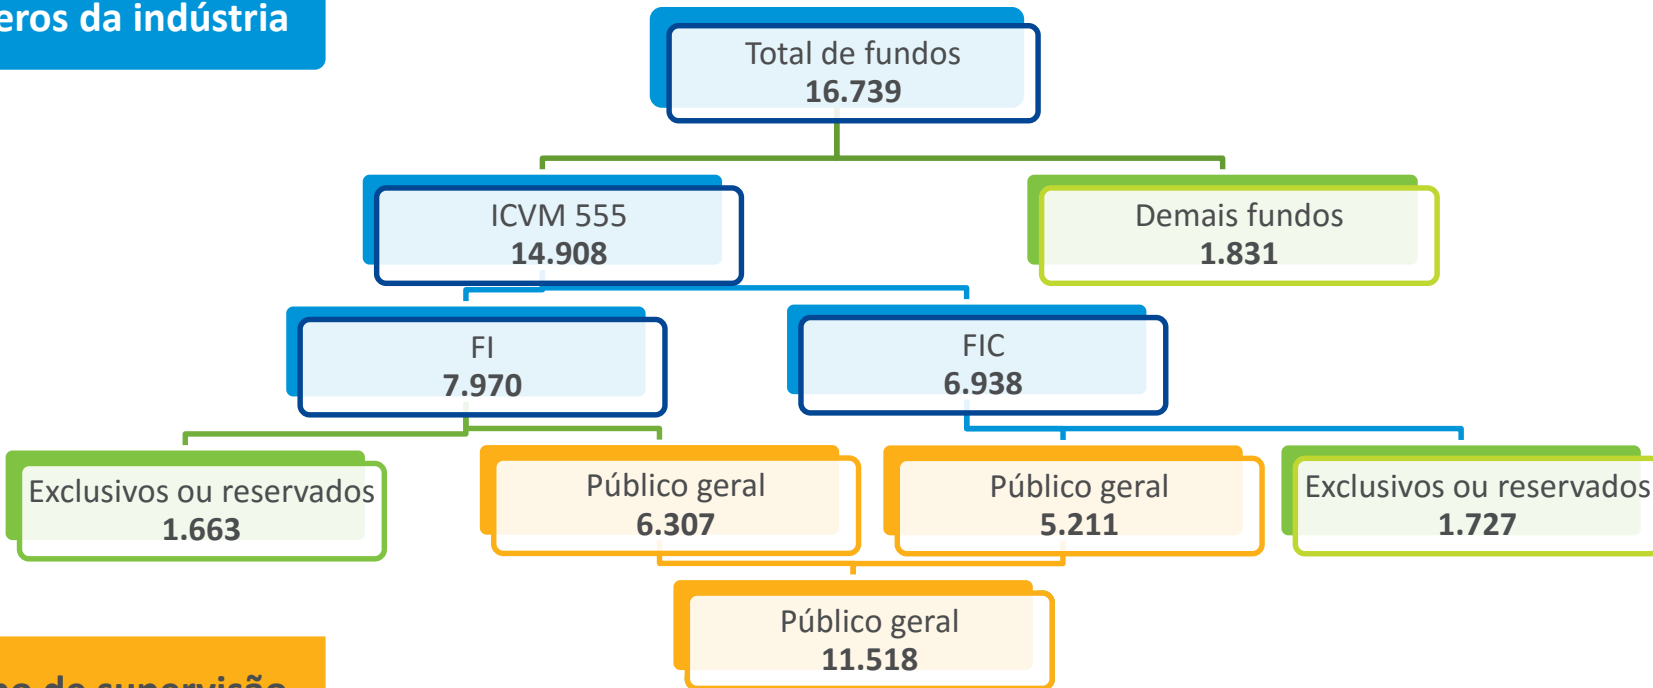 da indústria
Total de fundos
16.739
ICVM 555
14.908
Demais fundos
1.831
FI
7.970
FIC
6.938
Exclusivos ou reservados
1.663
Público geral
6.307
Público geral
5.211
Exclusivos ou reservados
1.727
Público geral
11.518
de supervisão